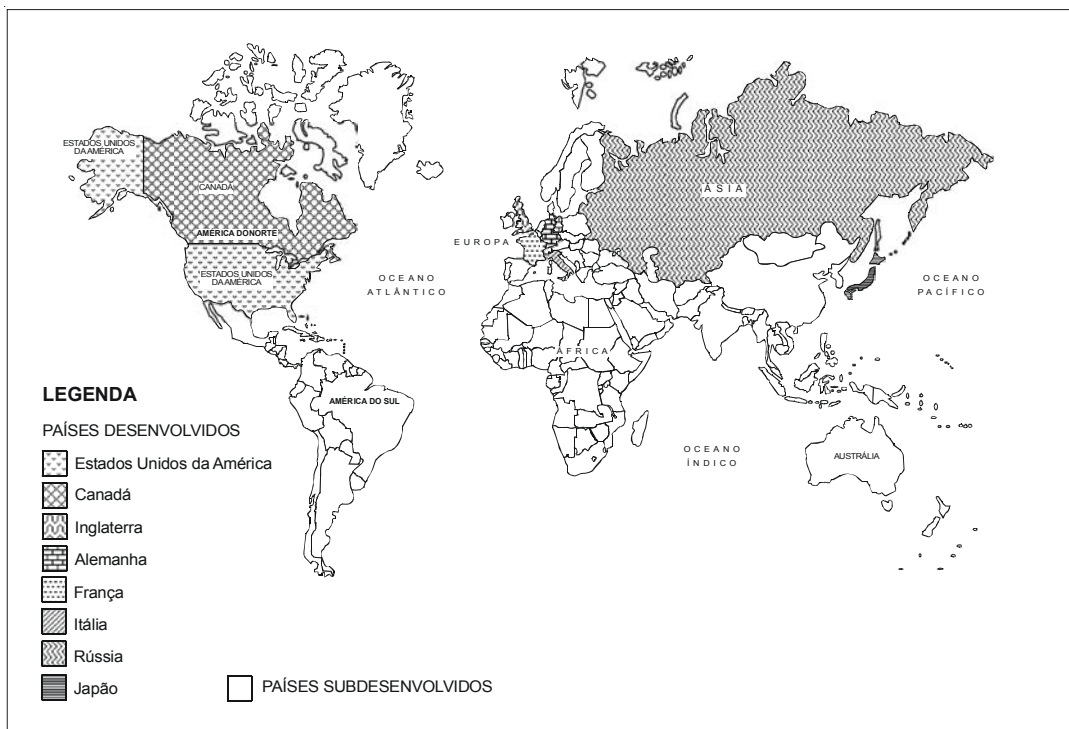 ESTADOS UNIDOS
DA AMÉRICA
CANADÁ
AMÉRICA DO NORTE
ESTADOS UNIDOS
DA AMÉRICA
OCEANO
ATLÂNTICO
EUROPA
ÁSIA
OCEANO
PACÍFICO
ÁFRICA
AMÉRICA DO SUL
OCEANO
ÍNDICO
AUSTRÁLIA
LEGENDA
PAÍSES DESENVOLVIDOS
Estados Unidos da América
Canadá
Inglaterra
Alemanha
França
Itália
Rússia
Japão
PAÍSES SUBDESENVOLVIDOS